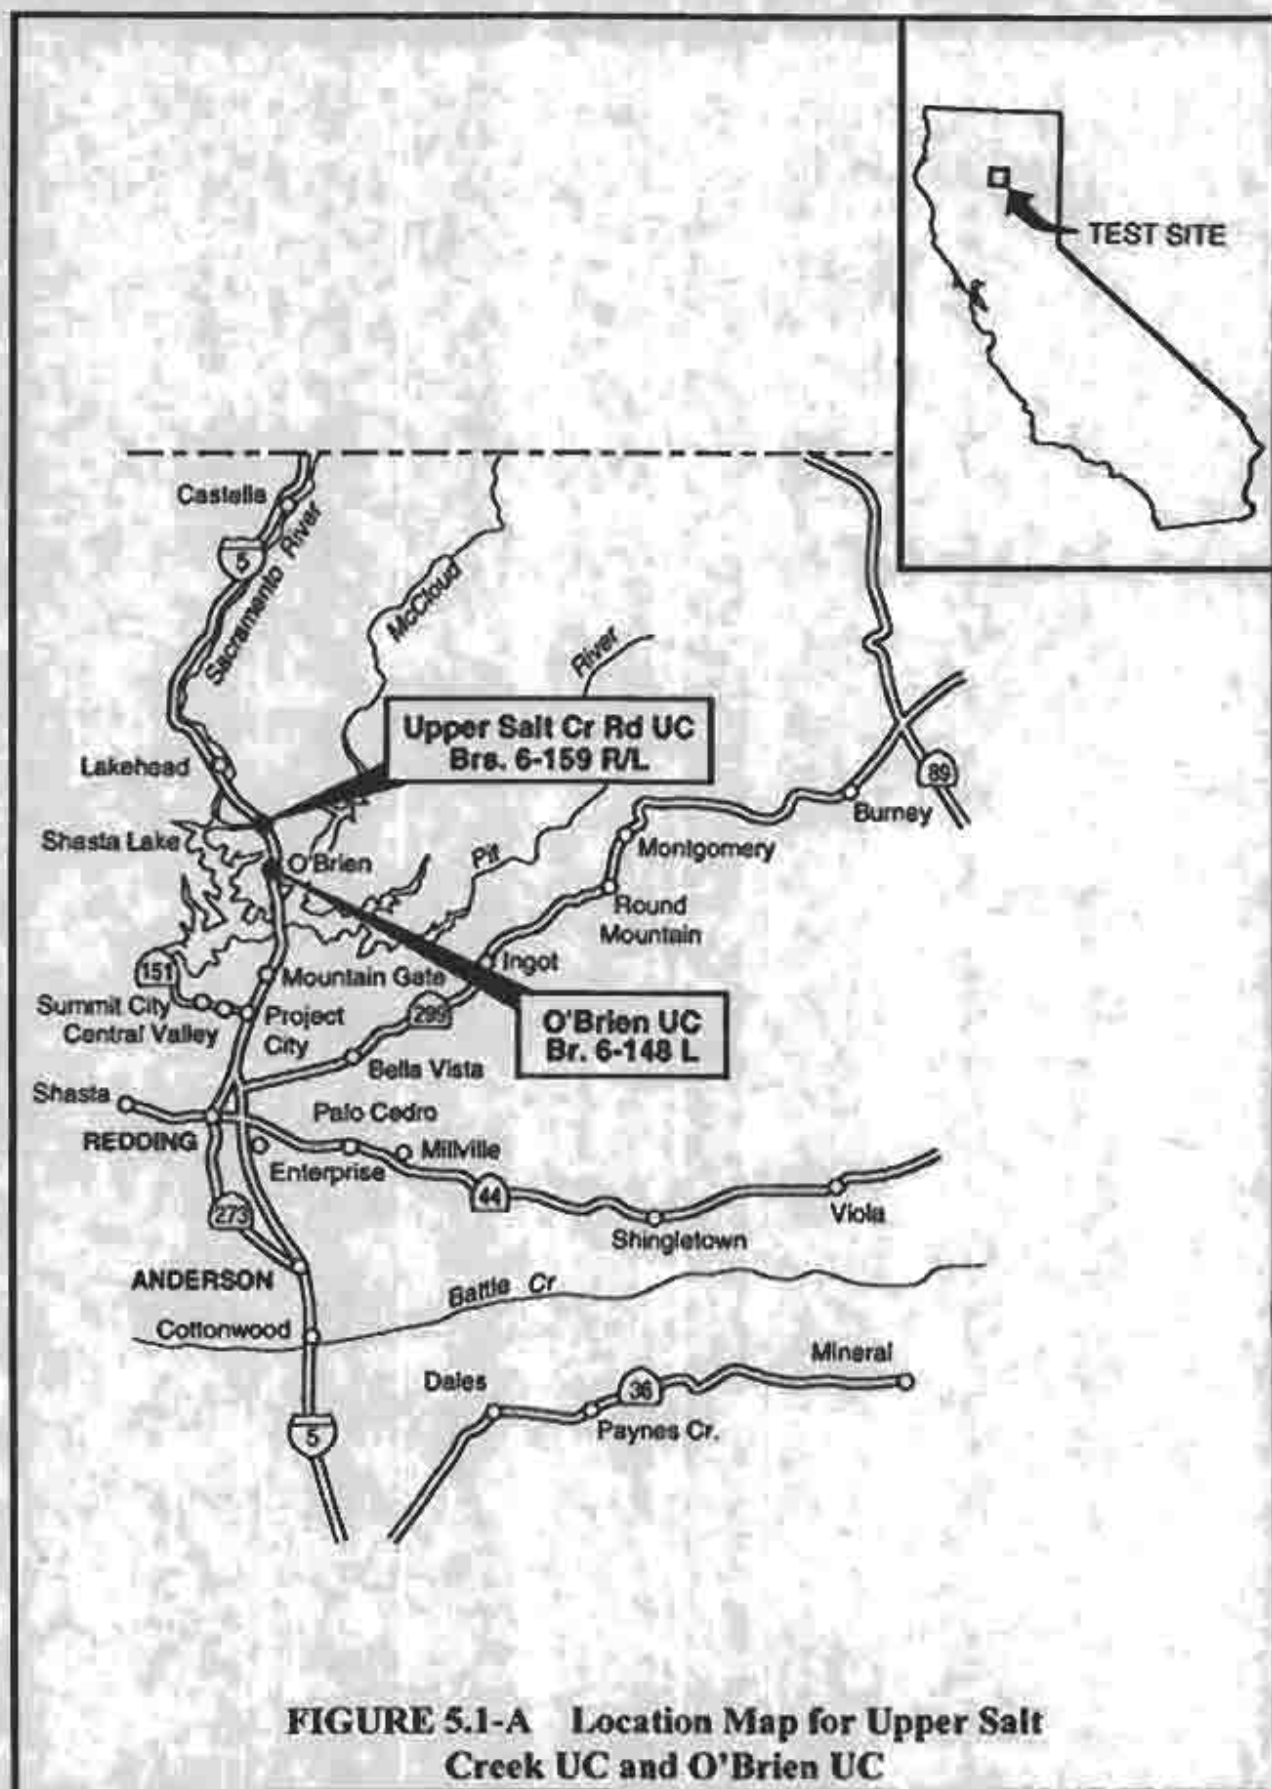 TEST SITE
Castella
5
Sacramento River
McCloud
River
Upper Salt Cr Rd UC
Brs. 6-159 R/L
Lakehead
89
Burney
Shasta Lake
O'Brien
Pit
Montgomery
Round
Mountain
Ingot
151
Mountain Gate
299
Summit City
Central Valley
Project
City
O'Brien UC
Br. 6-148 L
Bella Vista
Shasta
Palo Cedro
REDDING
Millville
Enterprise
44
273
Viola
Shingletown
ANDERSON
Battle Cr
Cottonwood
Mineral
Dales
36
Paynes Cr.
5
FIGURE 5.1-A Location Map for Upper Salt
Creek UC and O'Brien UC